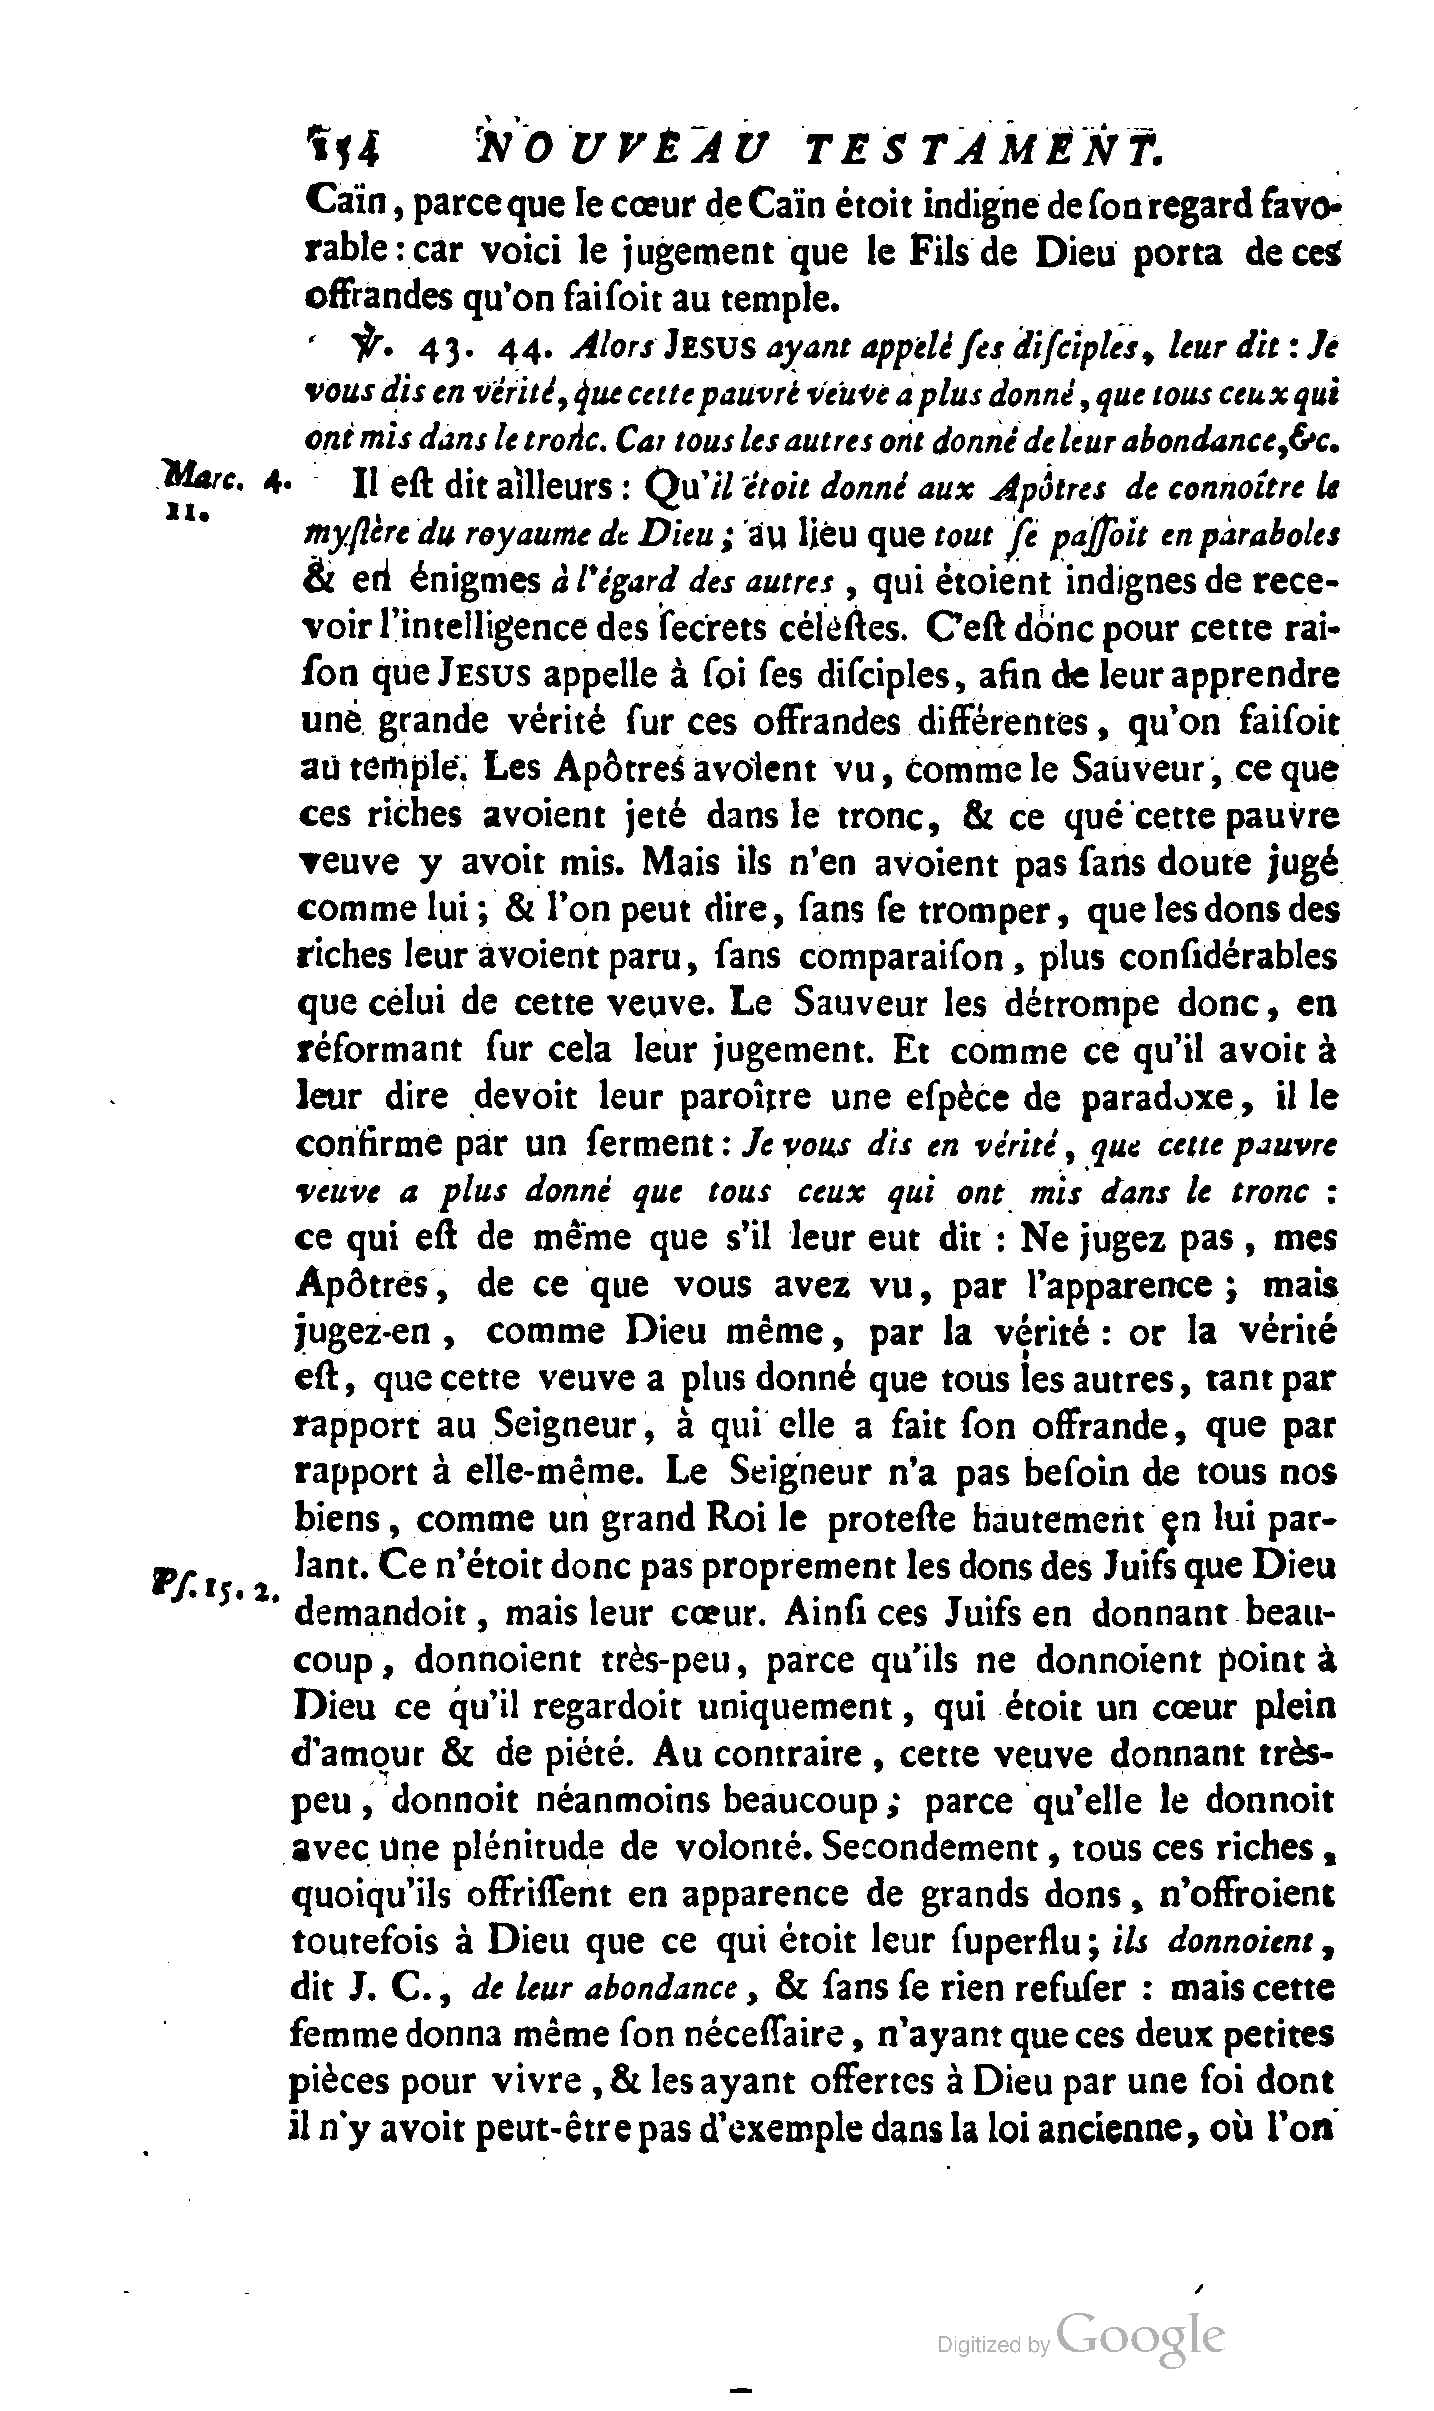 154 NOUVEAU TESTAMENT.
Caïn, parce que le cœur de Caïn étoit indigne de ſon regard favo-
rable : car voici le jugement que le Fils de Dieu porta de ces
offrandes qu'on faiſoit au temple.
℣. 43. 44. Alors JESUS ayant appelé ſes diſciples, leur dit : Je
vous dis en vérité, que cette pauvre veuve a plus donné, que tous ceux qui
ont mis dans le tronc. Car tous les autres ont donné de leur abondance, &c.
Marc. 4.
11.
Il eſt dit ailleurs : Qu'il étoit donné aux Apôtres de connoître le
myſtère du royaume de Dieu ; au lieu que tout ſe paſſoit en paraboles
& en énigmes à l'égard des autres, qui étoient indignes de rece-
voir l'intelligence des ſecrets céleſtes. C'eſt donc pour cette rai-
ſon que JESUS appelle à ſoi ſes diſciples, afin de leur apprendre
une grande vérité ſur ces offrandes différentes, qu'on faiſoit
au temple. Les Apôtres avoient vu, comme le Sauveur, ce que
ces riches avoient jeté dans le tronc, & ce que cette pauvre
veuve y avoit mis. Mais ils n'en avoient pas ſans doute jugé
comme lui ; & l'on peut dire, ſans ſe tromper, que les dons des
riches leur avoient paru, ſans comparaiſon, plus conſidérables
que celui de cette veuve. Le Sauveur les détrompe donc, en
réformant ſur cela leur jugement. Et comme ce qu'il avoit à
leur dire devoit leur paroître une eſpèce de paradoxe, il le
confirme par un ſerment : Je vous dis en vérité, que cette pauvre
veuve a plus donné que tous ceux qui ont mis dans le tronc :
ce qui eſt de même que s'il leur eut dit : Ne jugez pas, mes
Apôtres, de ce que vous avez vu, par l'apparence ; mais
jugez-en, comme Dieu même, par la vérité : or la vérité
eſt, que cette veuve a plus donné que tous les autres, tant par
rapport au Seigneur, à qui elle a fait ſon offrande, que par
rapport à elle-même. Le Seigneur n'a pas beſoin de tous nos
biens, comme un grand Roi le proteſte hautement en lui par-
Pſ. 15. 2.
lant. Ce n'étoit donc pas proprement les dons des Juifs que Dieu
demandoit, mais leur cœur. Ainſi ces Juifs en donnant beau-
coup, donnoient très-peu, parce qu'ils ne donnoient point à
Dieu ce qu'il regardoit uniquement, qui étoit un cœur plein
d'amour & de piété. Au contraire, cette veuve donnant très-
peu, donnoit néanmoins beaucoup ; parce qu'elle le donnoit
avec une plénitude de volonté. Secondement, tous ces riches,
quoiqu'ils offriſſent en apparence de grands dons, n'offroient
toutefois à Dieu que ce qui étoit leur ſuperflu ; ils donnoient,
dit J. C., de leur abondance, & ſans ſe rien refuſer : mais cette
femme donna même ſon néceſſaire, n'ayant que ces deux petites
pièces pour vivre, & les ayant offertes à Dieu par une foi dont
il n'y avoit peut-être pas d'exemple dans la loi ancienne, où l'on
Digitized by Google